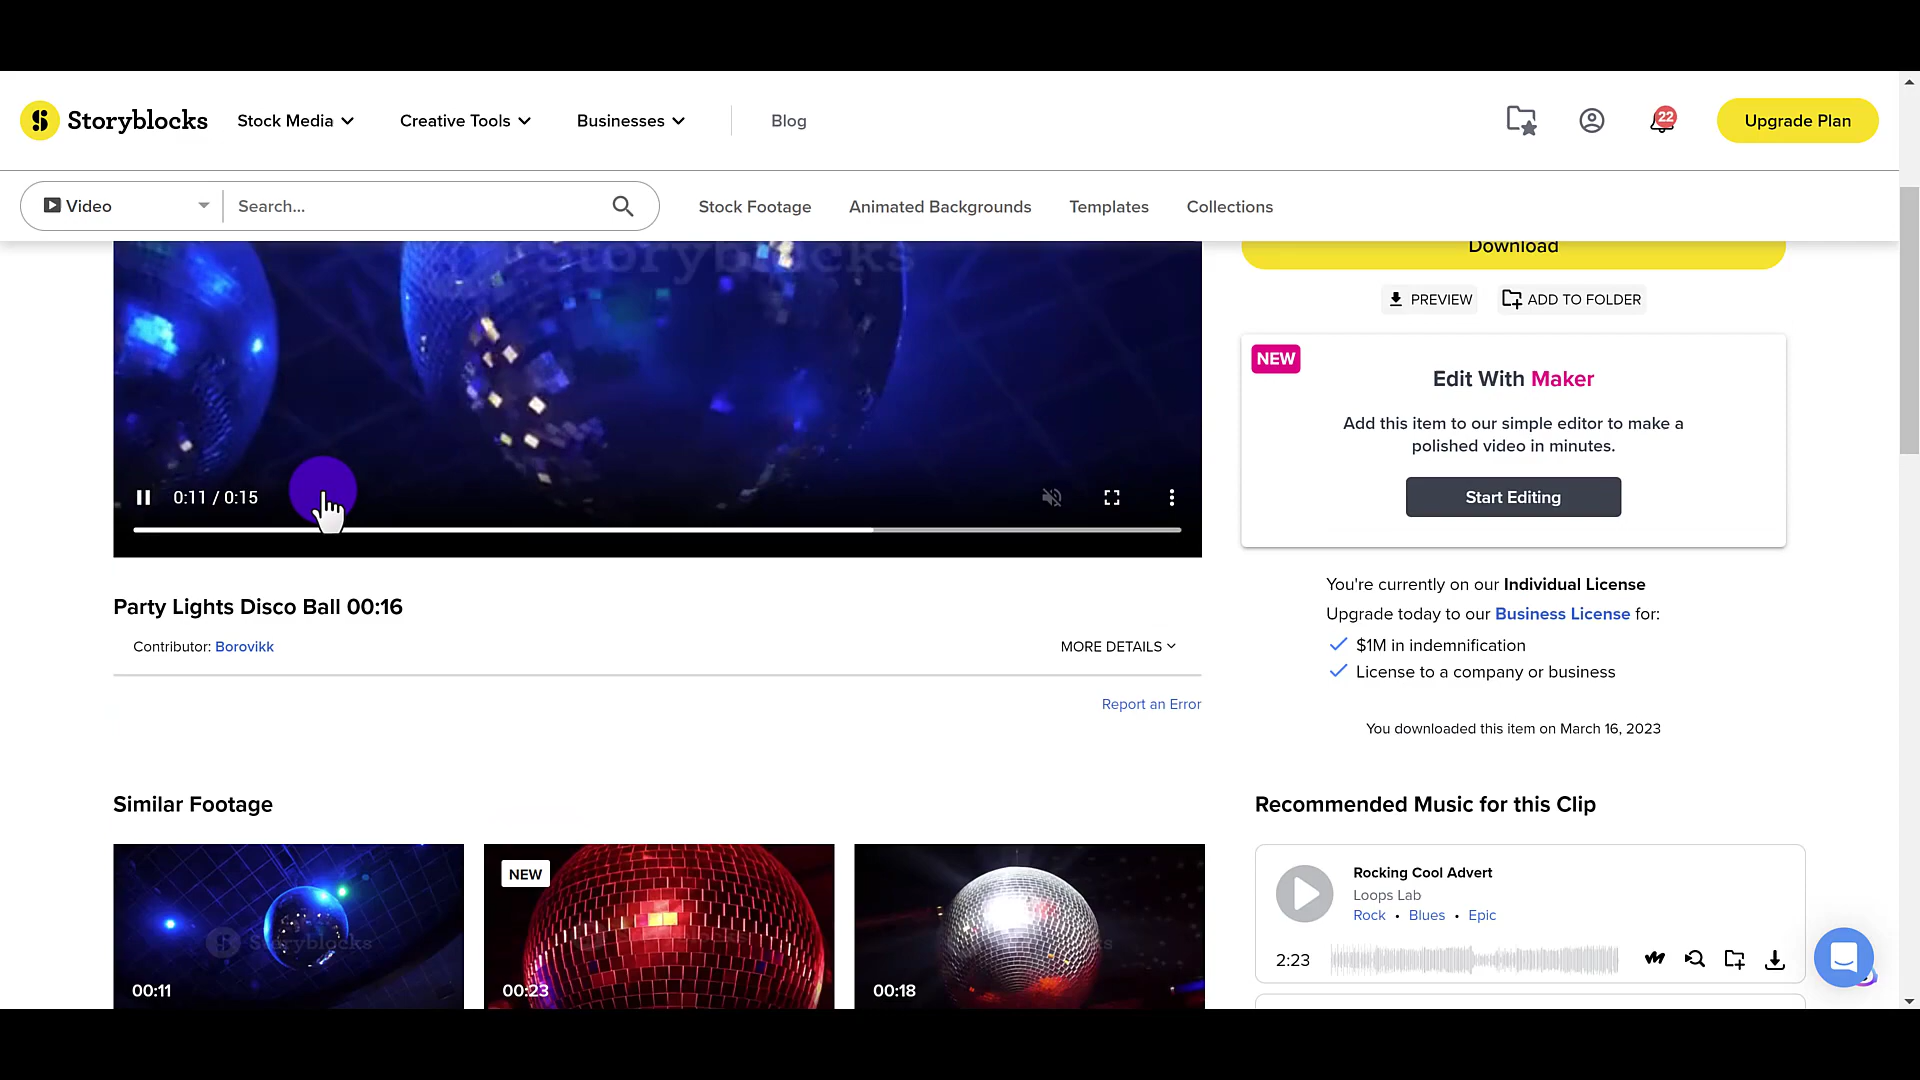 Storyblocks
Stock Media
Creative Tools
Businesses
Blog
22
Upgrade Plan
Video
Search...
Stock Footage
Animated Backgrounds
Templates
Collections
Storyblocks
Download
PREVIEW
ADD TO FOLDER
NEW
Edit With Maker
Add this item to our simple editor to make a
polished video in minutes.
Start Editing
0:11 / 0:15
Party Lights Disco Ball 00:16
Contributor: Borovikk
MORE DETAILS
Report an Error
You're currently on our Individual License
Upgrade today to our Business License for:
$1M in indemnification
License to a company or business
You downloaded this item on March 16, 2023
Similar Footage
Storyblocks
00:11
NEW
00:23
00:18
Recommended Music for this Clip
Rocking Cool Advert
Loops Lab
Rock • Blues • Epic
2:23